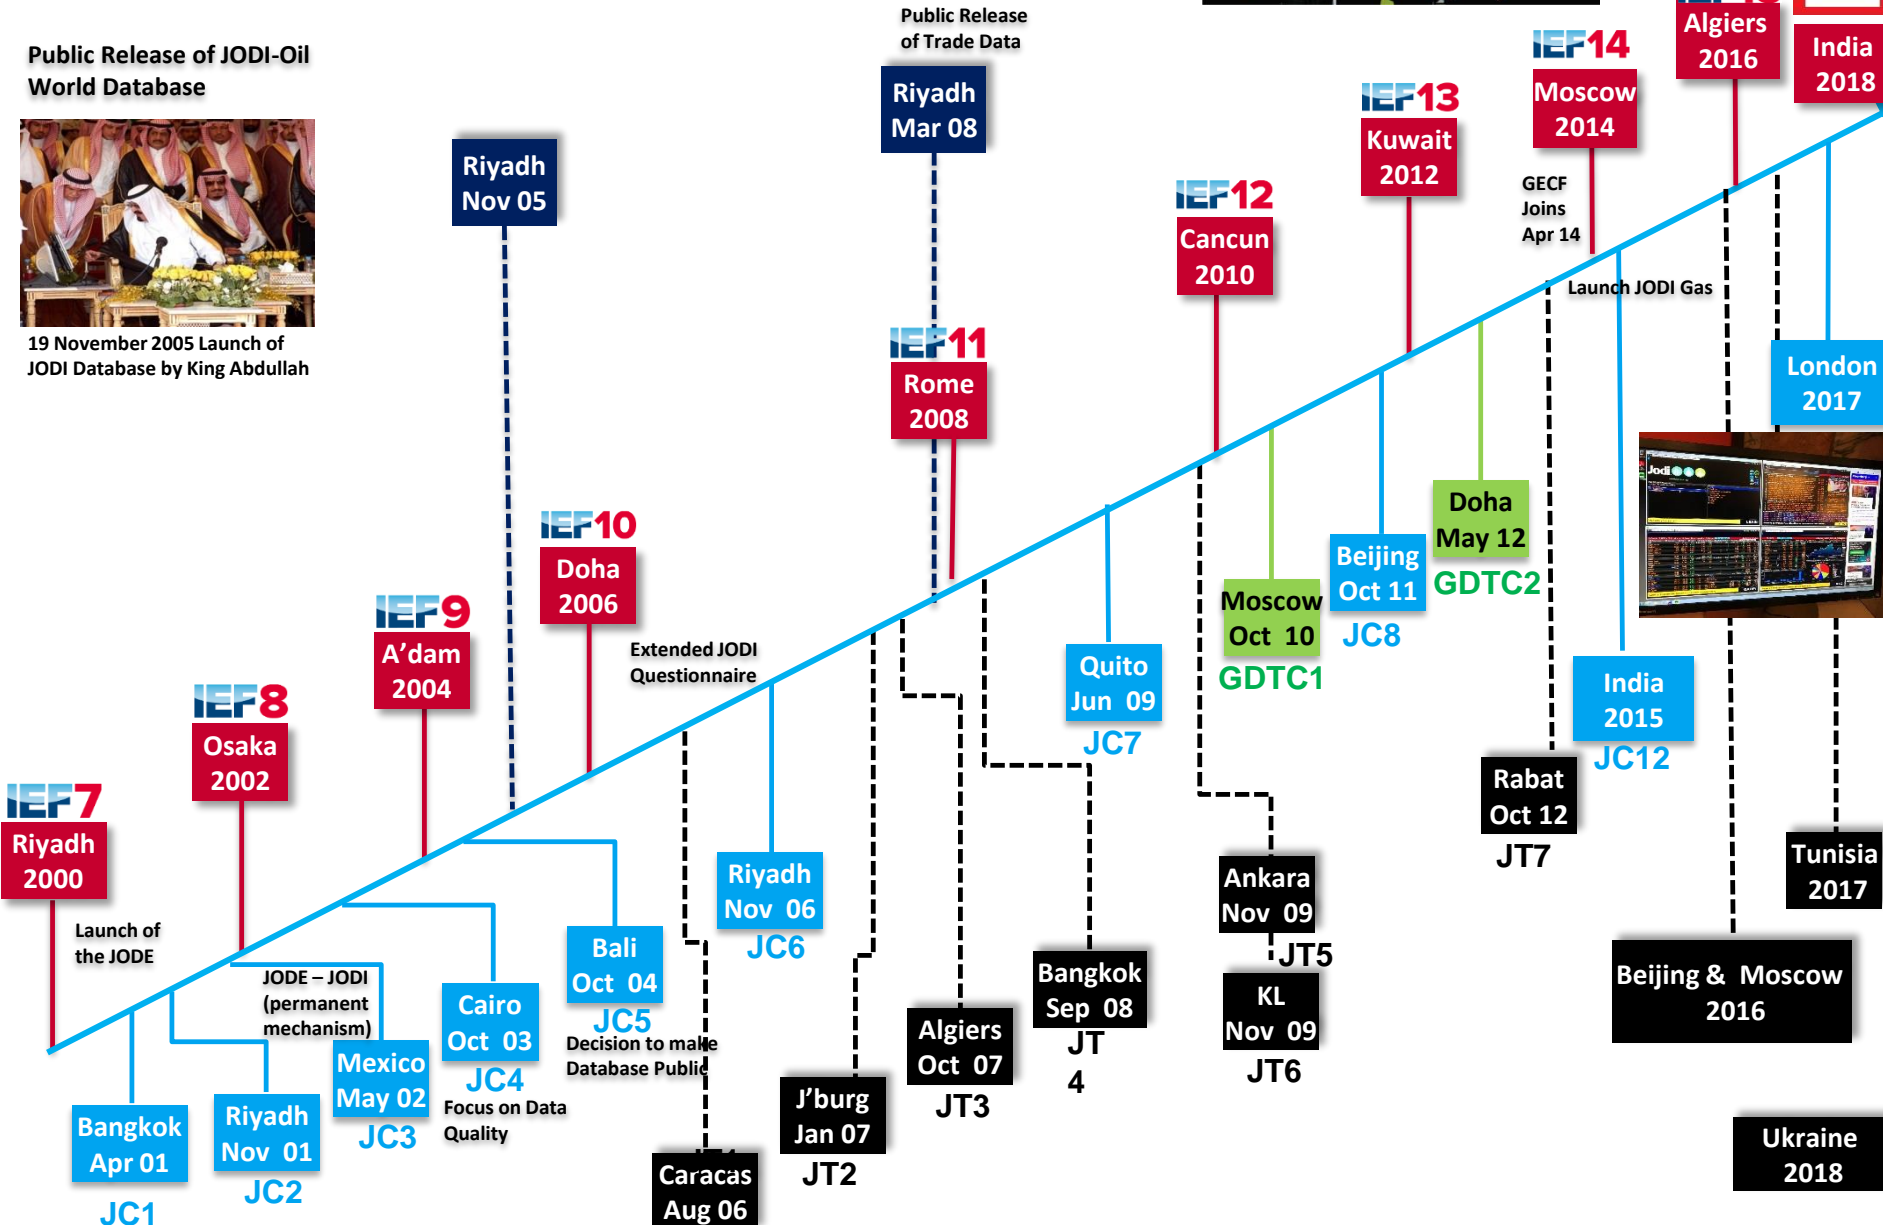 Public Release of JODI-Oil
World Database
19 November 2005 Launch of
JODI Database by King Abdullah
Public Release
of Trade Data
Riyadh
Mar 08
Riyadh
Nov 05
IEF7
Riyadh
2000
Launch of
the JODE
IEF8
Osaka
2002
IEF9
A'dam
2004
IEF10
Doha
2006
Extended JODI
Questionnaire
IEF11
Rome
2008
IEF12
Cancun
2010
IEF13
Kuwait
2012
IEF14
Moscow
2014
GECF
Joins
Apr 14
Launch JODI Gas
Algiers
2016
India
2018
London
2017
Jodi
Doha
May 12
GDTC2
Beijing
Oct 11
JC8
Moscow
Oct 10
GDTC1
Quito
Jun 09
JC7
India
2015
JC12
Rabat
Oct 12
JT7
Tunisia
2017
Ankara
Nov 09
JT5
KL
Nov 09
JT6
Beijing & Moscow
2016
Ukraine
2018
Riyadh
Nov 06
JC6
Bali
Oct 04
JC5
Decision to make
Database Public
JODE – JODI
(permanent
mechanism)
Cairo
Oct 03
JC4
Focus on Data
Quality
Mexico
May 02
JC3
Riyadh
Nov 01
JC2
Bangkok
Apr 01
JC1
Bangkok
Sep 08
JT
4
Algiers
Oct 07
JT3
J'burg
Jan 07
JT2
Caracas
Aug 06